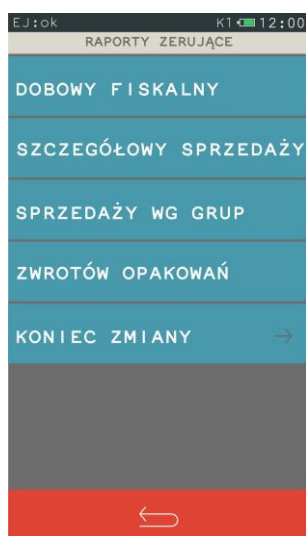 EJ:ok K1 12:00
RAPORTY ZERUJĄCE
DOBOWY FISKALNY
SZCZEGÓŁOWY SPRZEDAŻY
SPRZEDAŻY WG GRUP
ZWROTÓW OPAKOWAŃ
KONIEC ZMIANY